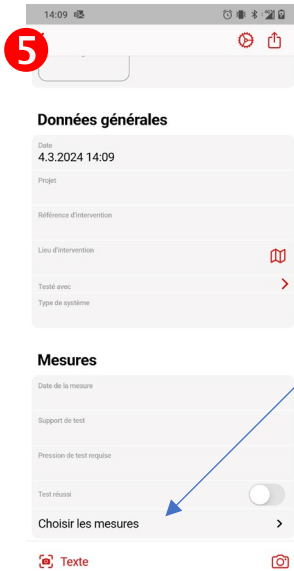 14:09
5
Données générales
Date
4.3.2024 14:09
Projet
Référence d'intervention
Lieu d'intervention
Testé avec
Type de système
Mesures
Date de la mesure
Support de test
Pression de test requise
Test réussi
Choisir les mesures
Texte